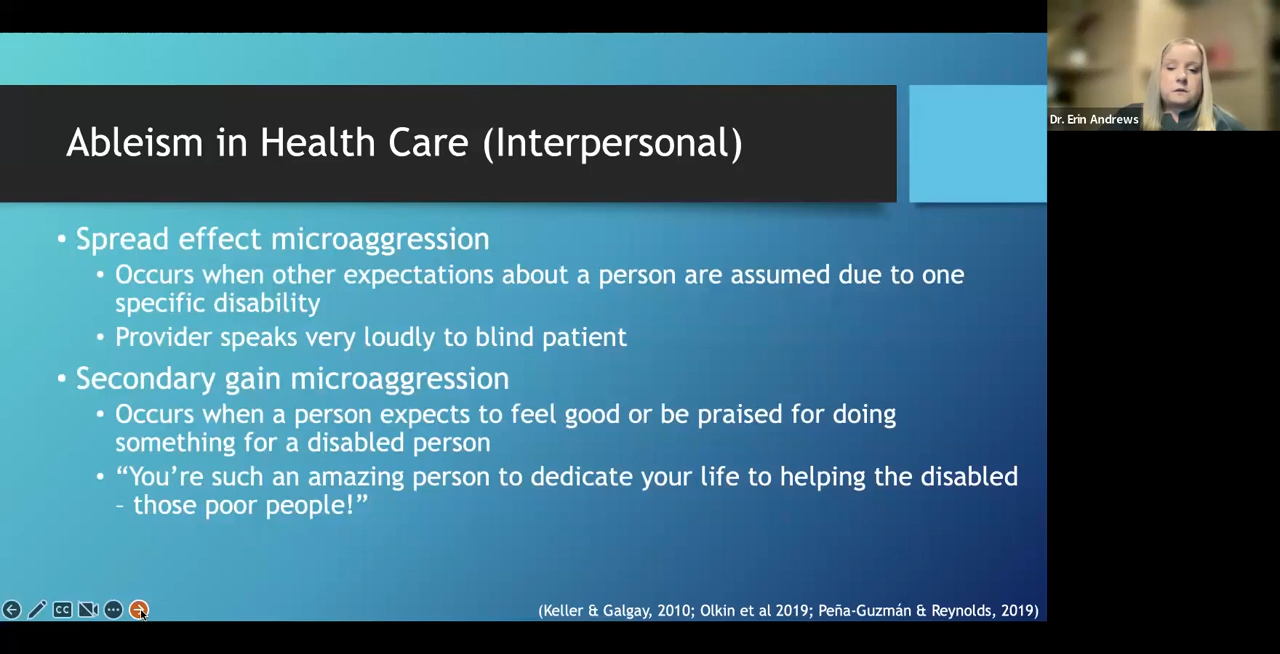 Ableism in Health Care (Interpersonal)
• Spread effect microaggression
• Occurs when other expectations about a person are assumed due to one
specific disability
• Provider speaks very loudly to blind patient
• Secondary gain microaggression
• Occurs when a person expects to feel good or be praised for doing
something for a disabled person
• “You’re such an amazing person to dedicate your life to helping the disabled
– those poor people!”
(Keller & Galgay, 2010; Olkin et al 2019; Peña-Guzmán & Reynolds, 2019)
CC
Dr. Erin Andrews